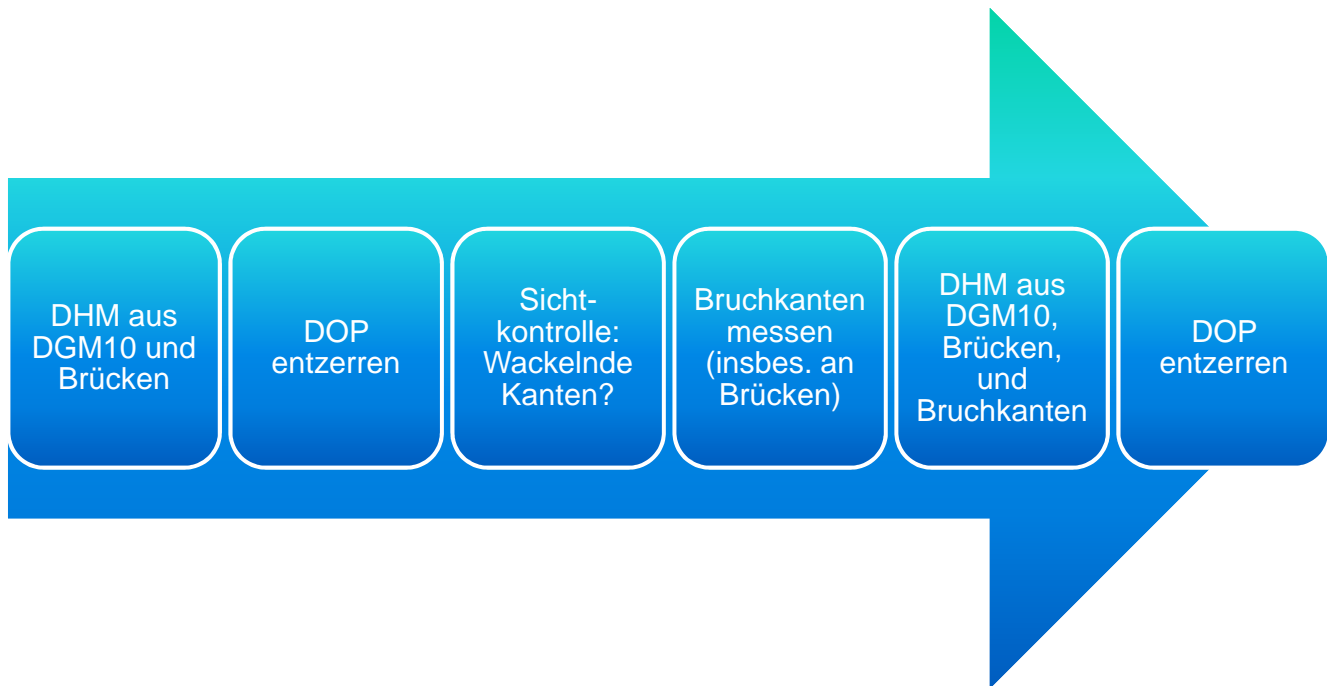 DHM aus
DGM10 und
Brücken
DOP
entzerren
Sicht-
kontrolle:
Wackelnde
Kanten?
Bruchkanten
messen
(insbes. an
Brücken)
DHM aus
DGM10,
Brücken,
und
Bruchkanten
DOP
entzerren